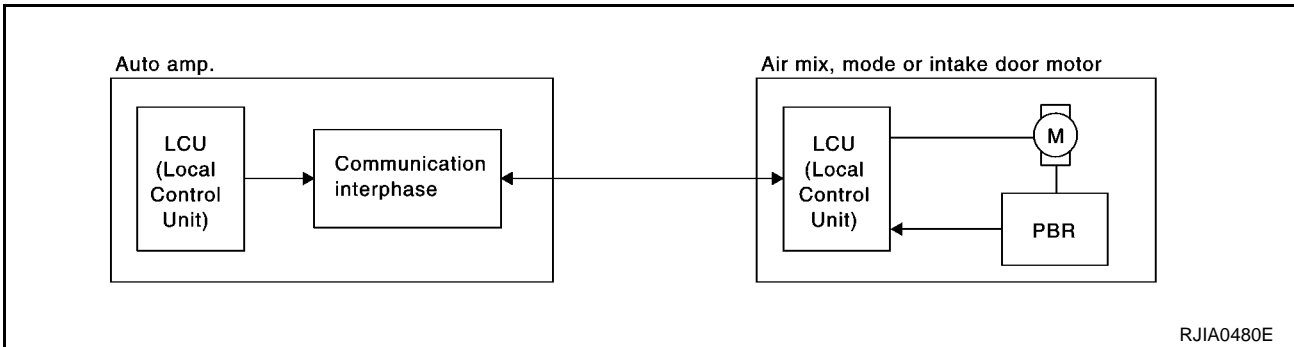 Auto amp.
LCU
(Local
Control
Unit)
Communication
interphase
Air mix, mode or intake door motor
LCU
(Local
Control
Unit)
M
PBR
RJIA0480E